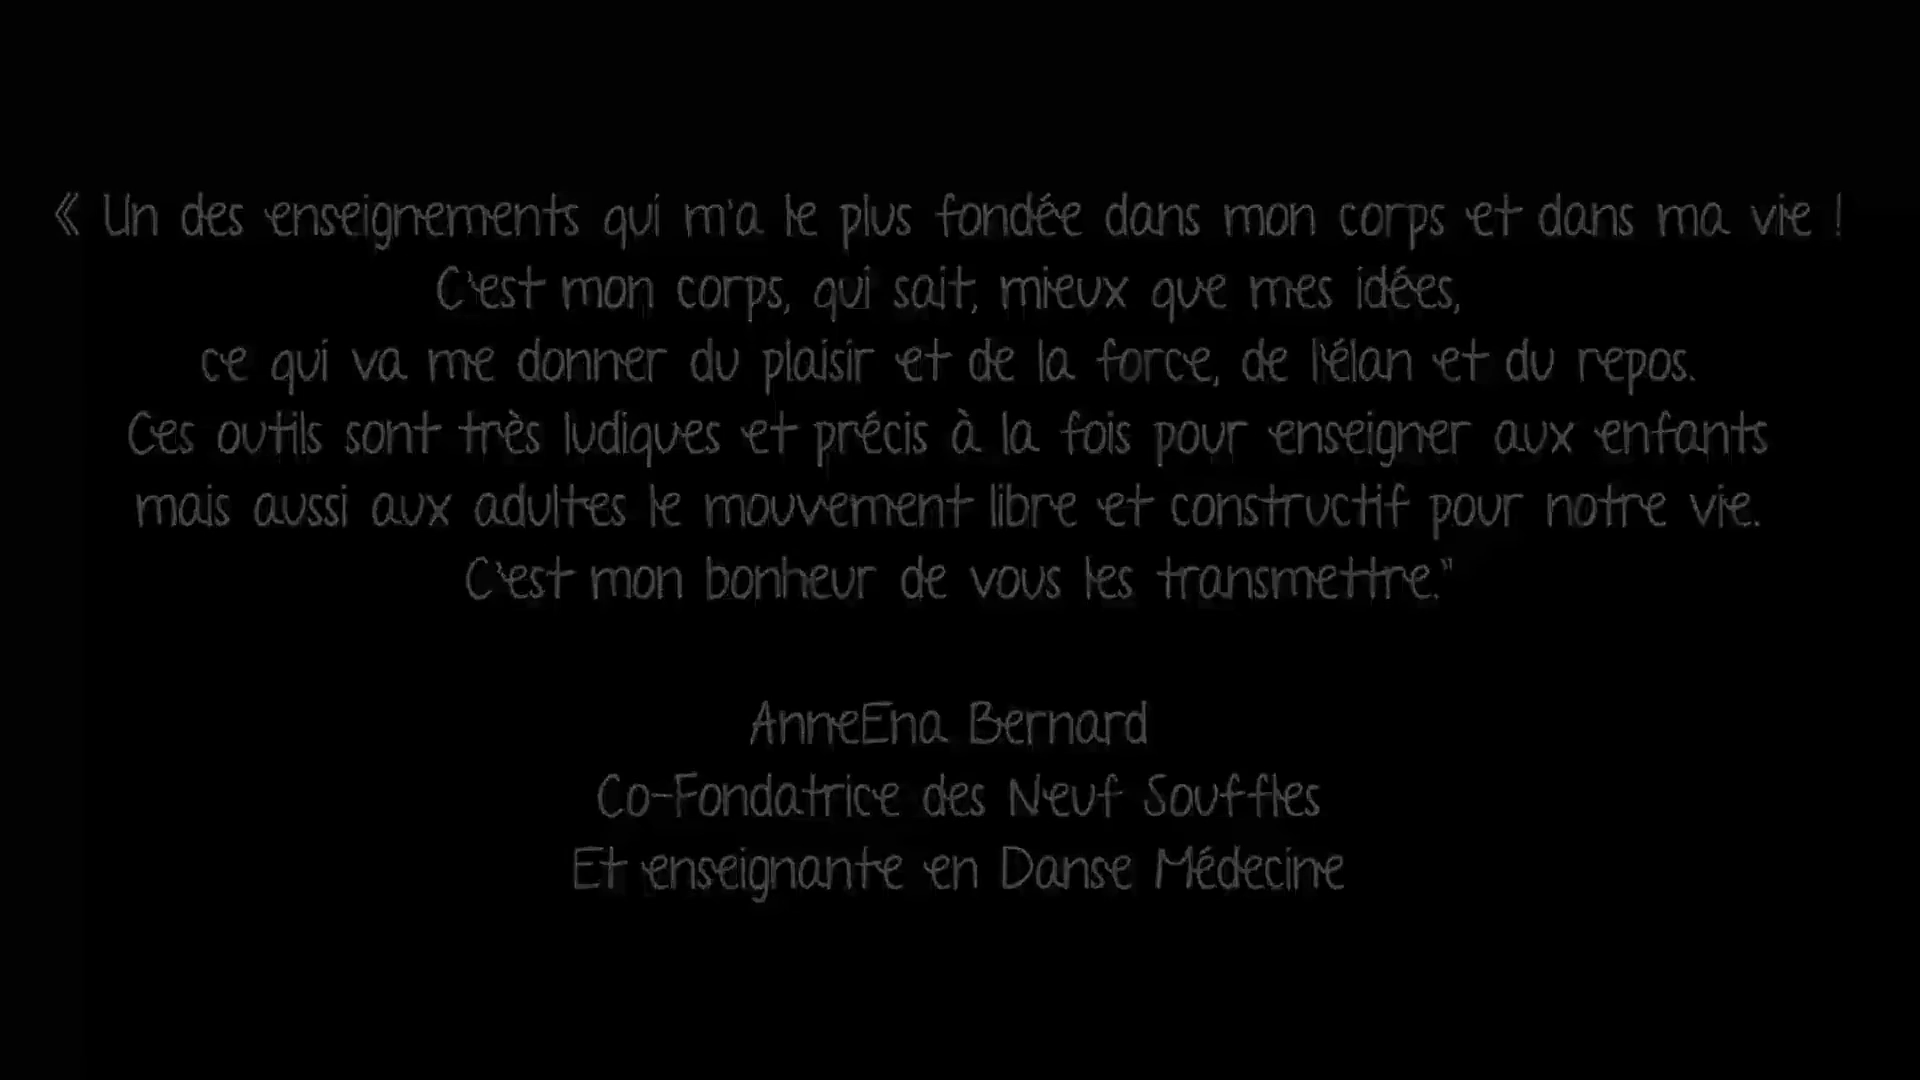 « Un des enseignements qui m'a le plus fondée dans mon corps et dans ma vie !
C'est mon corps, qui sait, mieux que mes idées,
ce qui va me donner du plaisir et de la force, de l'élan et du repos.
Ces outils sont très ludiques et précis à la fois pour enseigner aux enfants
mais aussi aux adultes le mouvement libre et constructif pour notre vie.
C'est mon bonheur de vous les transmettre."
AnneEna Bernard
Co-Fondatrice des Neuf Souffles
Et enseignante en Danse Médecine